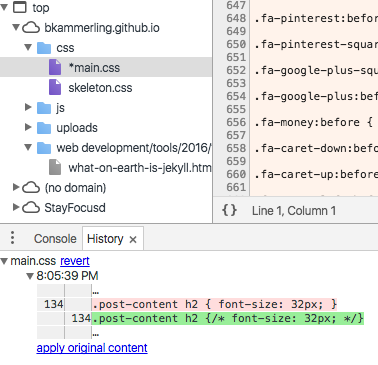 top
bkammerling.github.io
css
*main.css
skeleton.css
js
uploads
web development/tools/2016/
what-on-earth-is-jekyll.htm
(no domain)
StayFocusd
647
648 .fa-pinterest:befor
649
650 .fa-pinterest-squar
651
652 .fa-google-plus-squ
653
654 .fa-google-plus:bef
655
656 .fa-money:before {
657
658 .fa-caret-down:befo
659
660 .fa-caret-up:before
661
{} Line 1, Column 1
Console History ×
main.css revert
8:05:39 PM
…
134 .post-content h2 { font-size: 32px; }
134 .post-content h2 {/* font-size: 32px; */}
…
apply original content